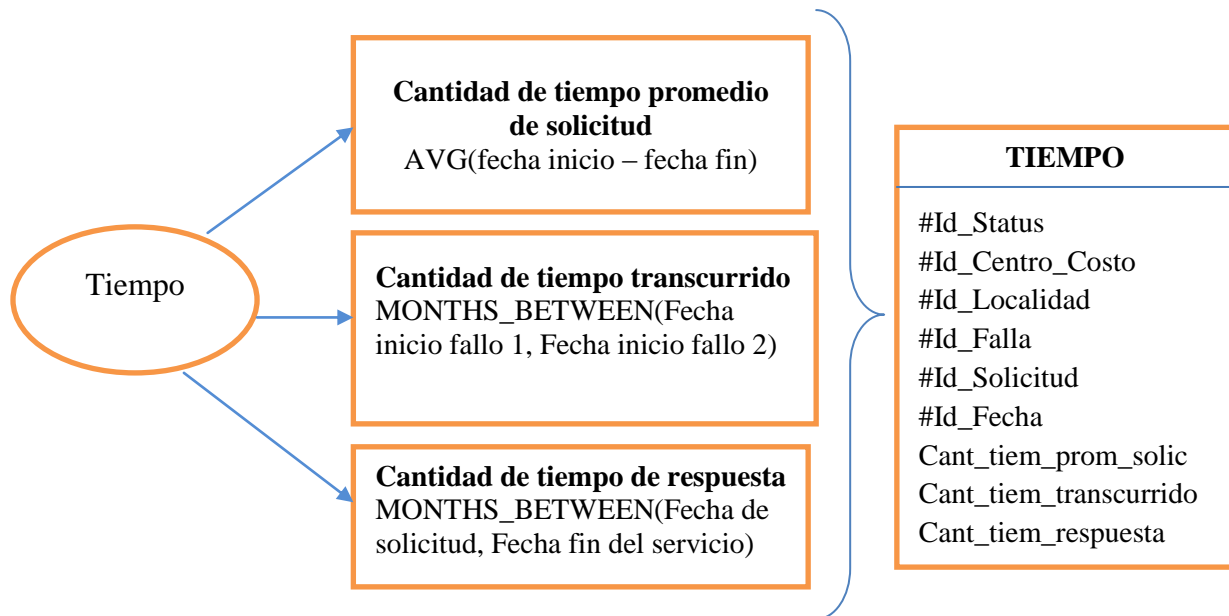 Tiempo
Cantidad de tiempo promedio
de solicitud
AVG(fecha inicio – fecha fin)
Cantidad de tiempo transcurrido
MONTHS_BETWEEN(Fecha
inicio fallo 1, Fecha inicio fallo 2)
Cantidad de tiempo de respuesta
MONTHS_BETWEEN(Fecha de
solicitud, Fecha fin del servicio)
TIEMPO
#Id_Status
#Id_Centro_Costo
#Id_Localidad
#Id_Falla
#Id_Solicitud
#Id_Fecha
Cant_tiem_prom_solic
Cant_tiem_transcurrido
Cant_tiem_respuesta